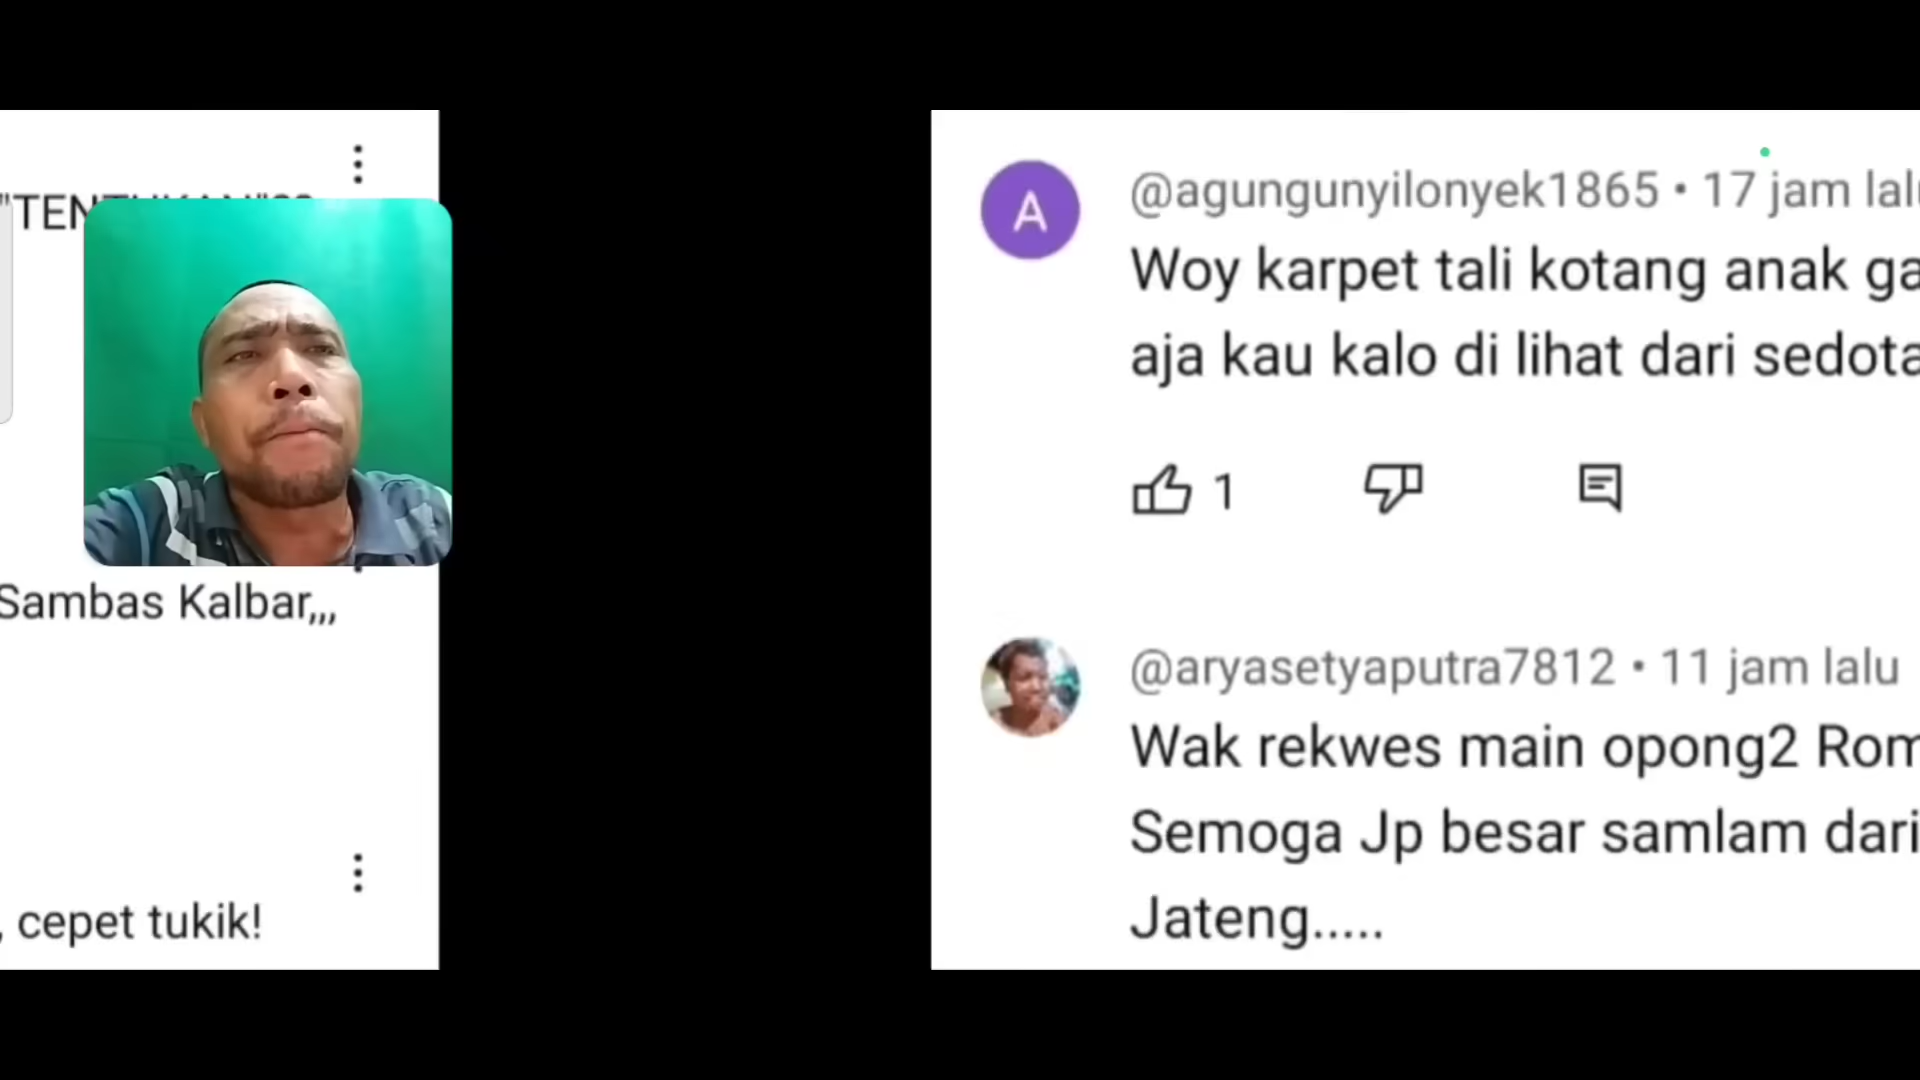 "TEN
Sambas Kalbar,,,
, cepet tukik!
A
@agungunyilonyek1865 • 17 jam lalu
Woy karpet tali kotang anak ga
aja kau kalo di lihat dari sedota
1
@aryasetyaputra7812 • 11 jam lalu
Wak rekwes main opong2 Rom
Semoga Jp besar samlam dari
Jateng.....